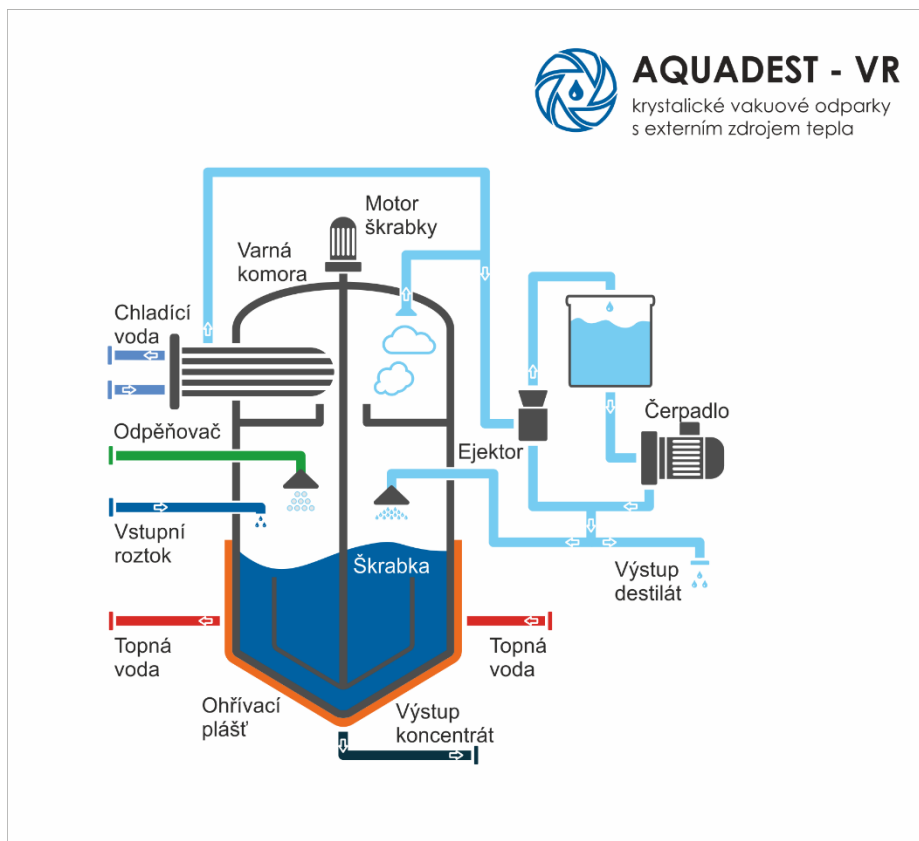 AQUADEST - VR
krystalické vakuové odparky
s externím zdrojem tepla
Motor
škrabky
Varná
komora
Chladící
voda
Čerpadlo
Odpěňovač
Ejektor
Vstupní
roztok
Škrabka
Výstup
destilát
Topná
voda
Topná
voda
Ohřívací
plášť
Výstup
koncentrát